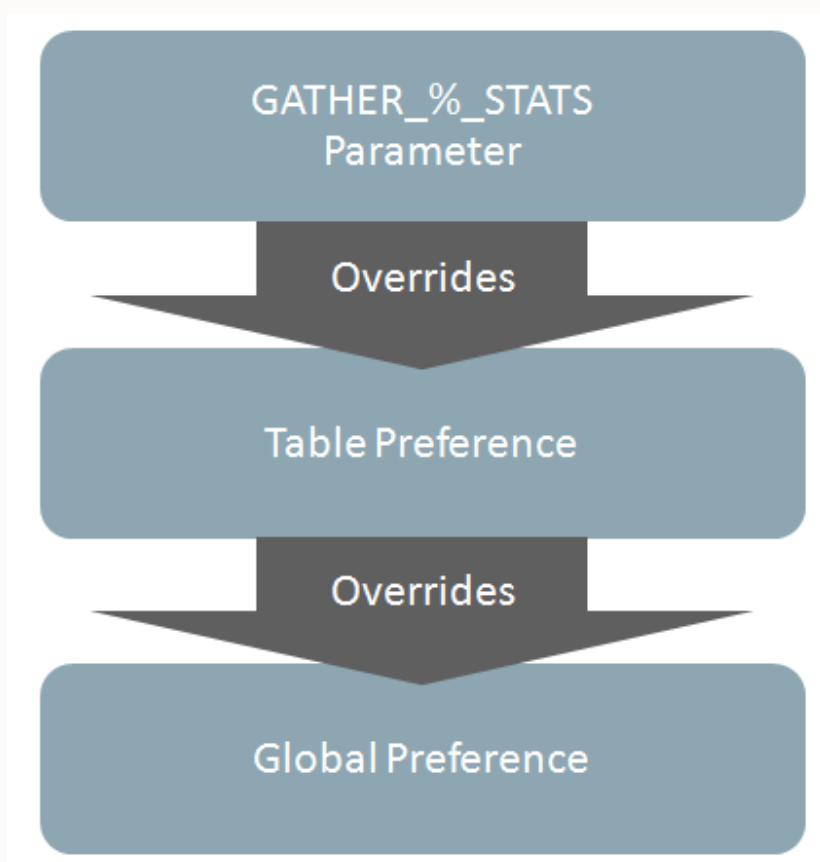 GATHER_%_STATS
Parameter
Overrides
Table Preference
Overrides
Global Preference